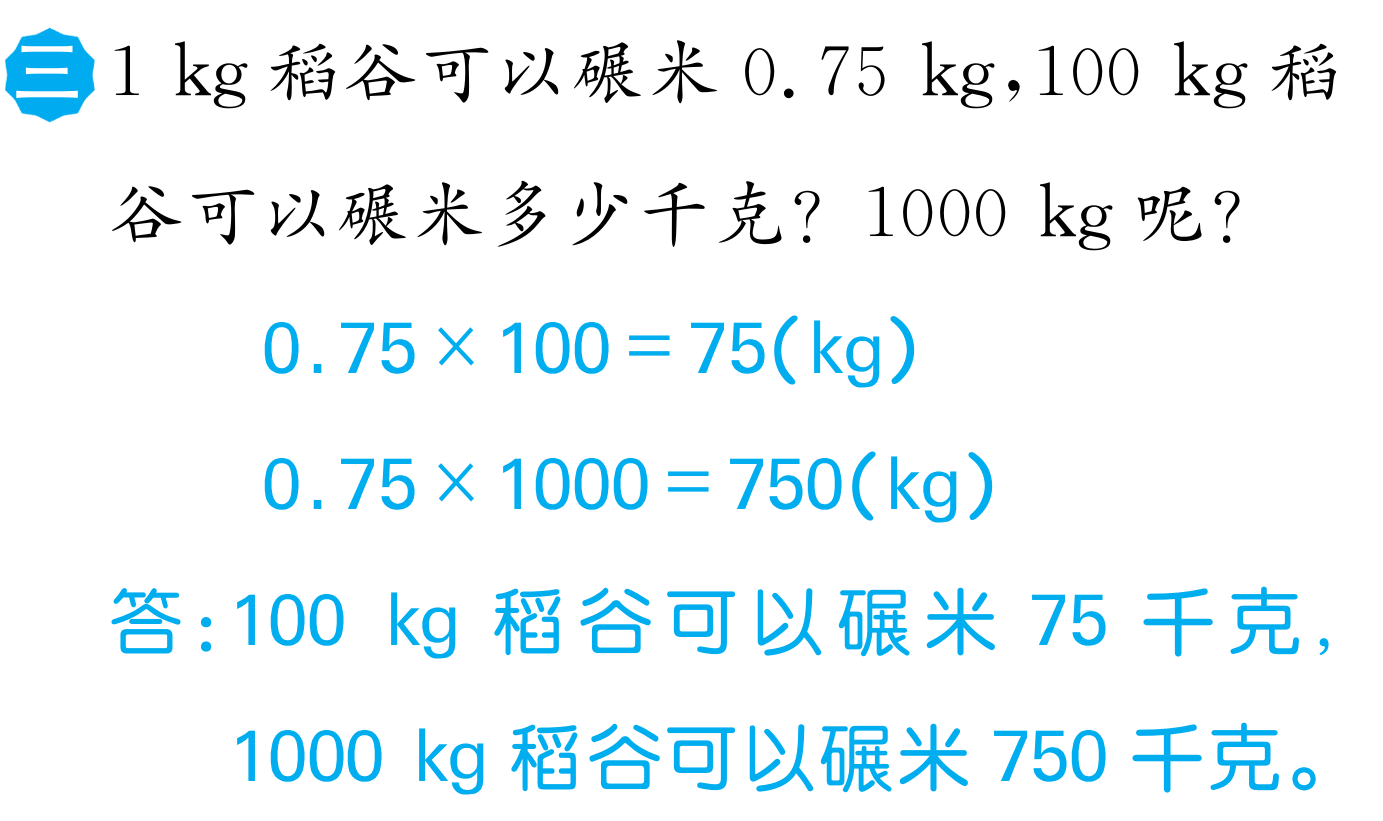 三 1 kg 稻谷可以碾米 0.75 kg,100 kg 稻
谷可以碾米多少千克? 1000 kg 呢?
0.75×100=75(kg)
0.75×1000=750(kg)
答:100 kg 稻谷可以碾米 75 千克,
1000 kg 稻谷可以碾米 750 千克。